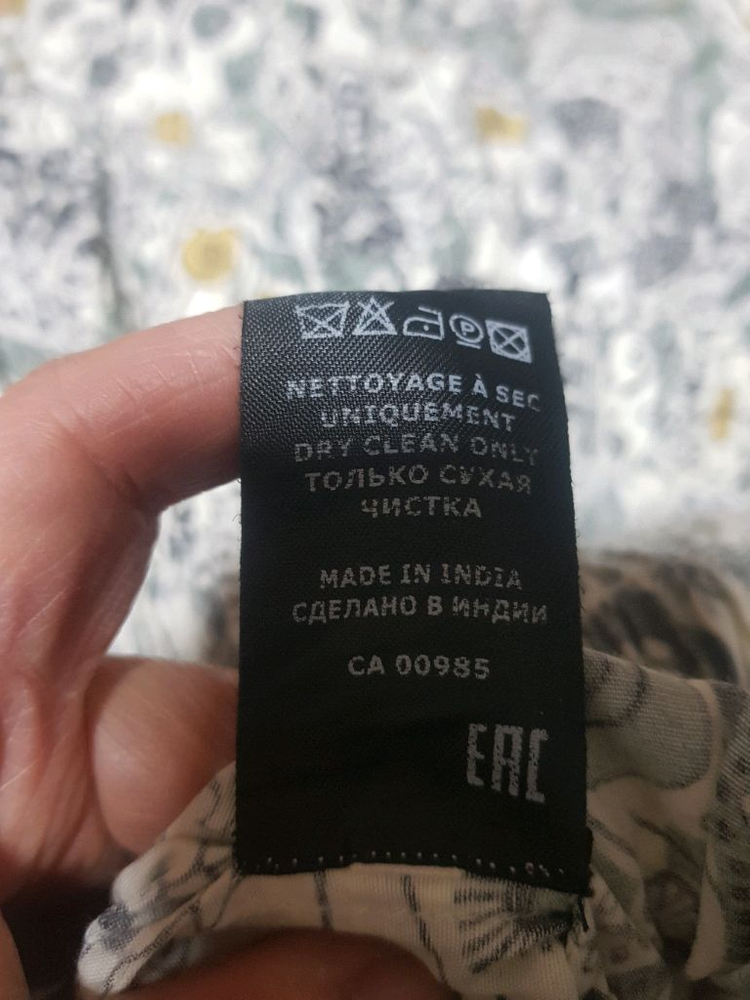 P
NETTOYAGE À SEC
UNIQUEMENT
DRY CLEAN ONLY
ТОЛЬКО СУХАЯ
ЧИСТКА
MADE IN INDIA
СДЕЛАНО В ИНДИИ
CA 00985
EAC